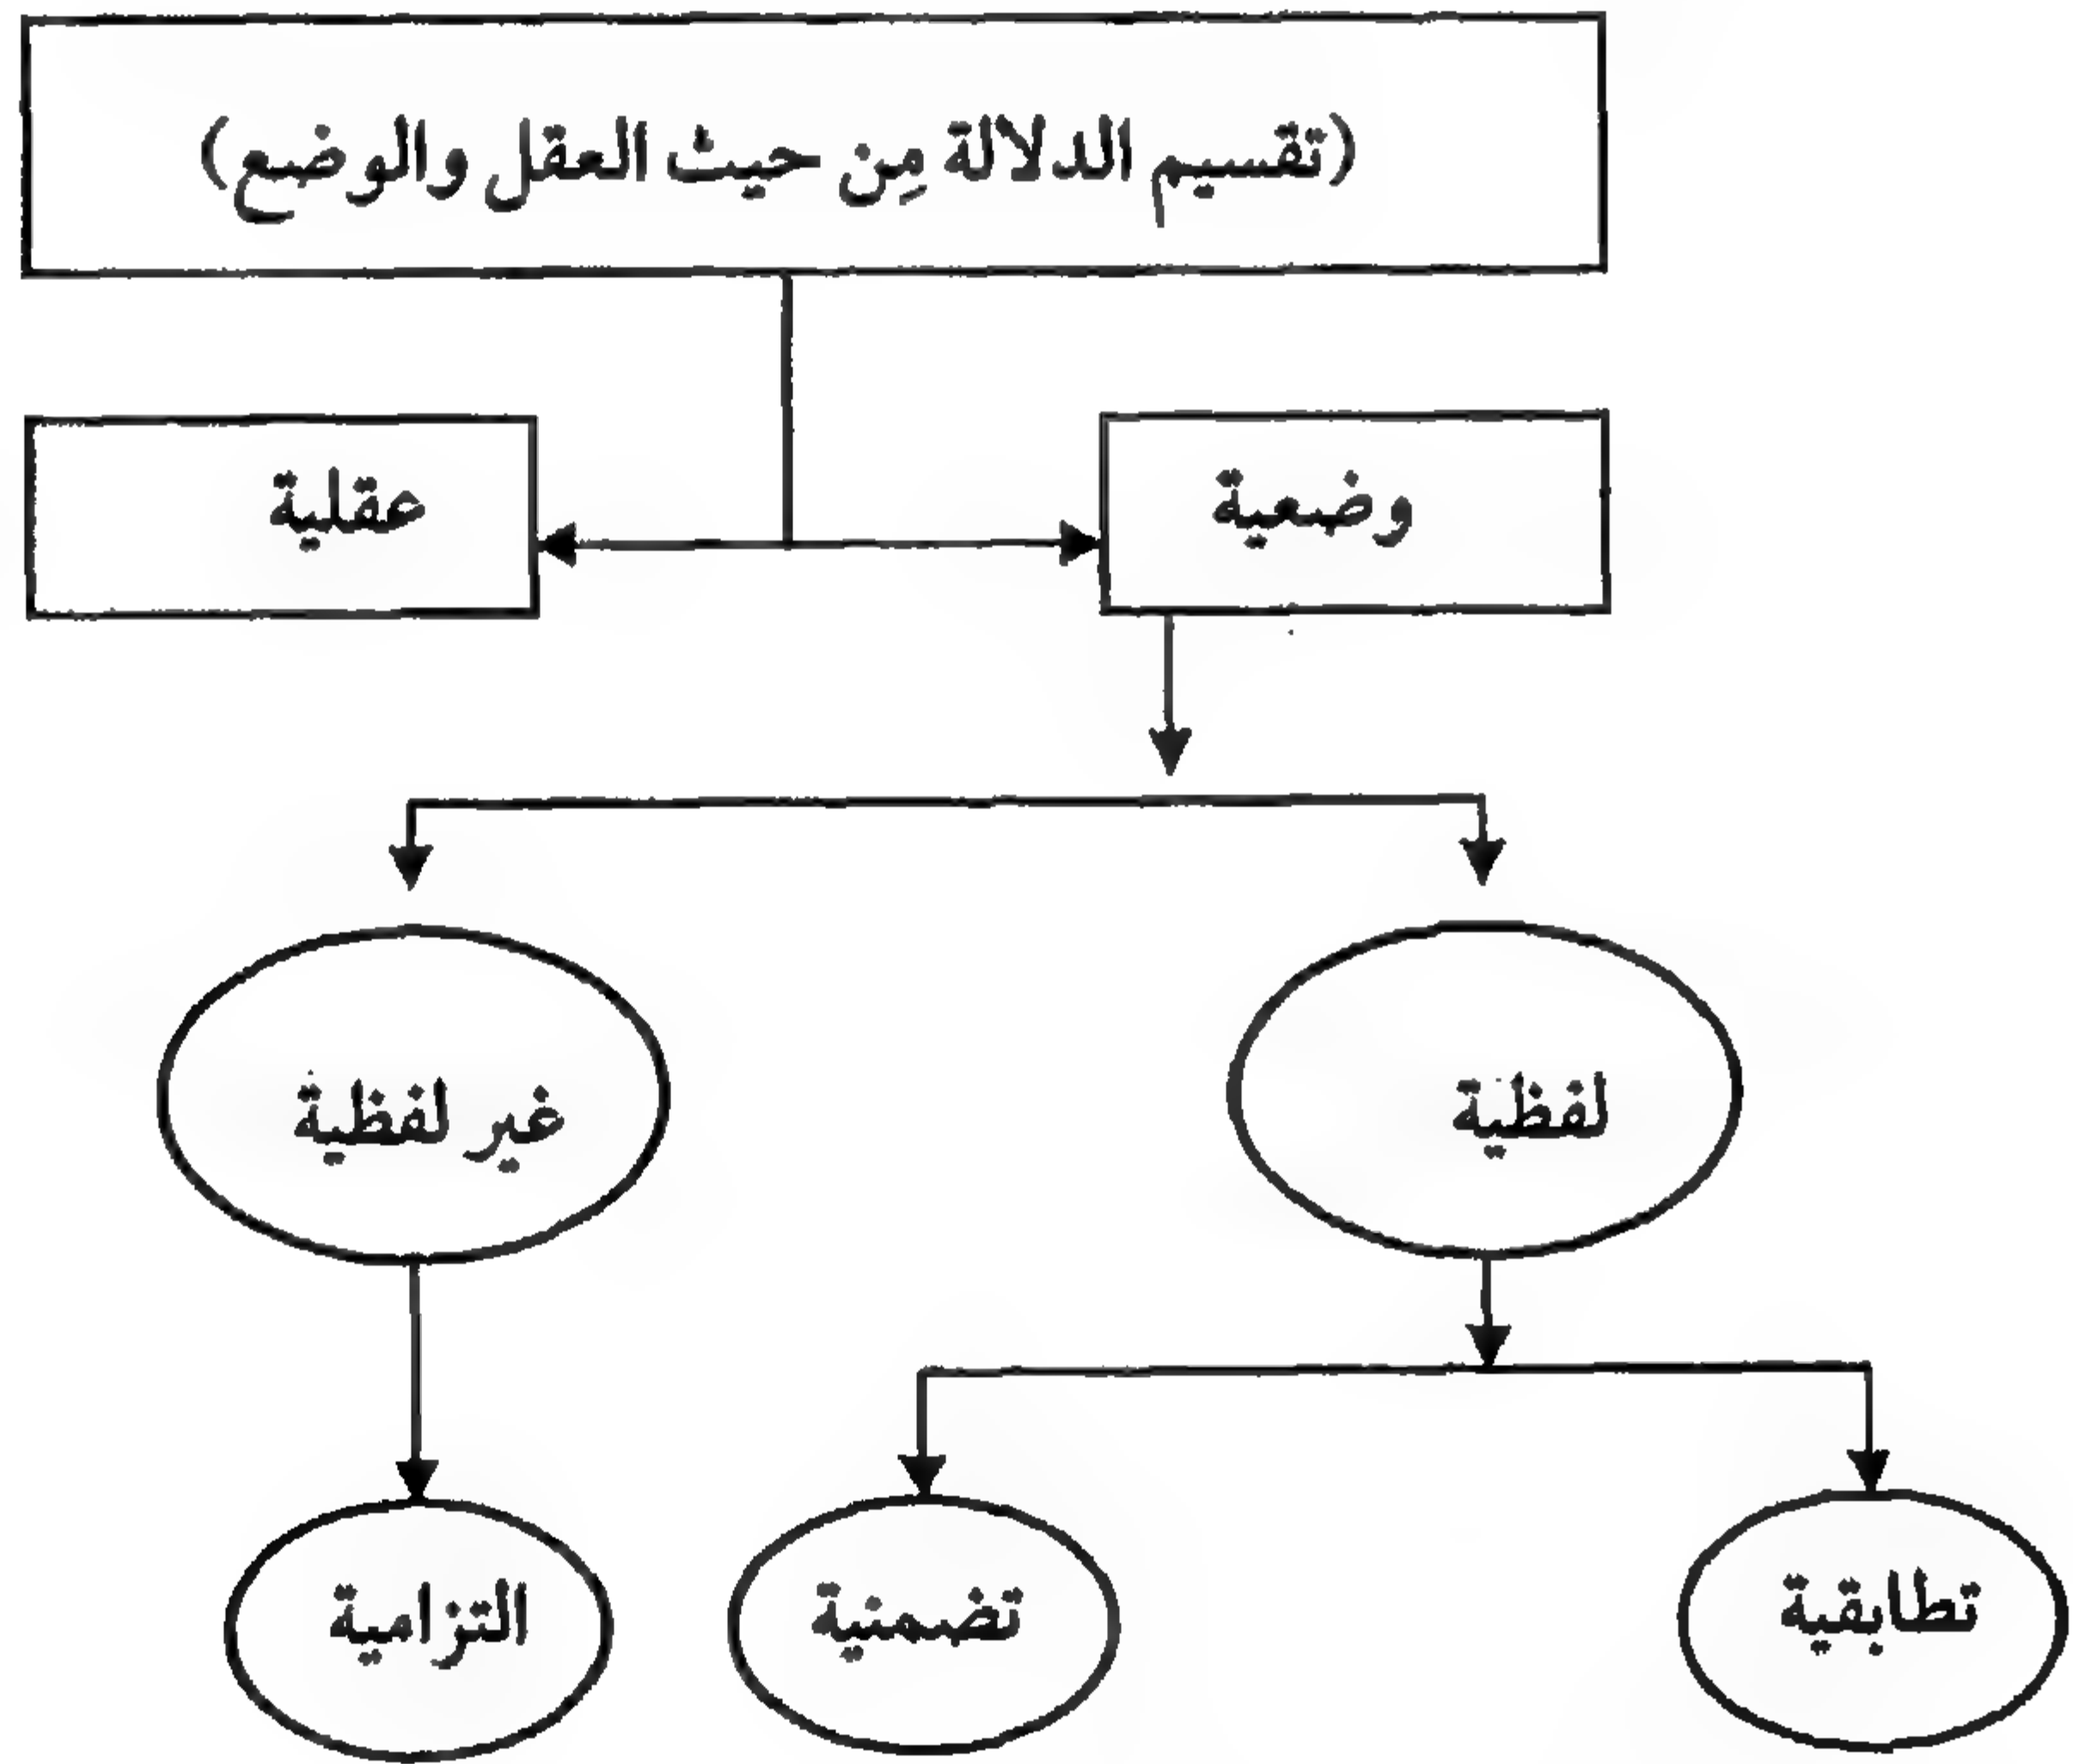 (تقسيم الدلالة مِن حيث العقل والوضع)
وضعية
عقلية
لفظية
غير لفظية
تطابقية
تضمنية
التزامية